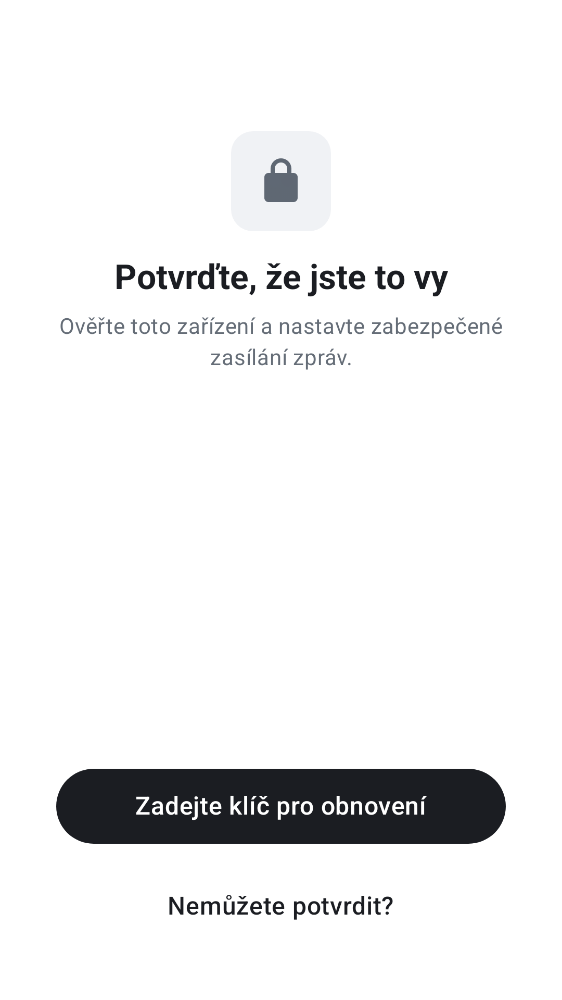 Potvrďte, že jste to vy
Ověřte toto zařízení a nastavte zabezpečené
zasílání zpráv.
Zadejte klíč pro obnovení
Nemůžete potvrdit?